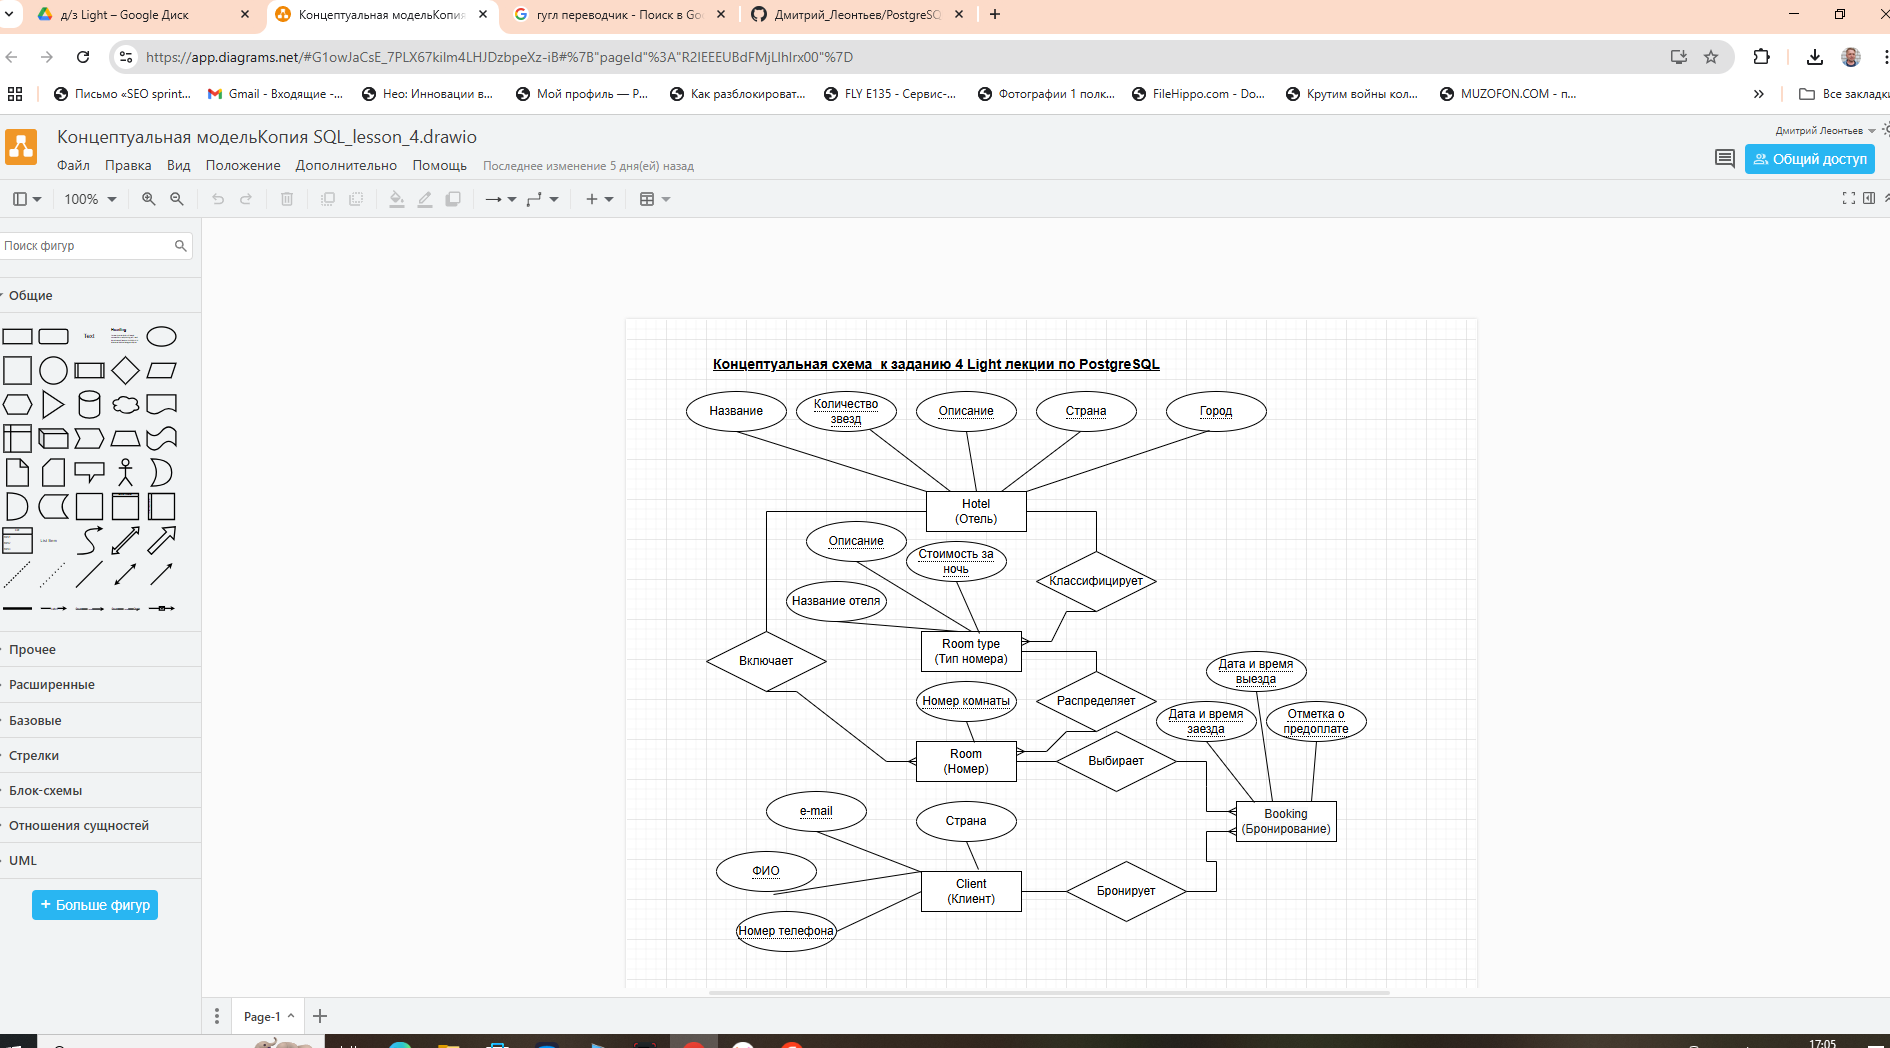 д/з Light – Google Диск
Концептуальная модельКопия
гугл переводчик - Поиск в Go
Дмитрий_Леонтьев/PostgreSQ
https://app.diagrams.net/#G1owJaCsE_7PLX67kilm4LHJDzbpeXz-iB#%7B"pageId"%3A"R2lEEEUBdFMjLlhlrx00"%7D
Письмо «SEO sprint...
Gmail - Входящие -...
Нео: Инновации в...
Мой профиль — Р...
Как разблокироват...
FLY E135 - Сервис-...
Фотографии 1 полк...
FileHippo.com - Do...
Крутим войны кол...
MUZOFON.COM - п...
Все закладки
Концептуальная модельКопия SQL_lesson_4.drawio
Дмитрий Леонтьев
Файл Правка Вид Положение Дополнительно Помощь Последнее изменение 5 дня(ей) назад
Общий доступ
100%
Поиск фигур
Общие
Text
Heading
List Item
Прочее
Расширенные
Базовые
Стрелки
Блок-схемы
Отношения сущностей
UML
+ Больше фигур
Концептуальная схема к заданию 4 Light лекции по PostgreSQL
Название
Количество
звезд
Описание
Страна
Город
Hotel
(Отель)
Описание
Стоимость за
ночь
Классифицирует
Название отеля
Room type
(Тип номера)
Включает
Дата и время
выезда
Номер комнаты
Распределяет
Дата и время
заезда
Отметка о
предоплате
Room
(Номер)
Выбирает
e-mail
Страна
Booking
(Бронирование)
ФИО
Client
(Клиент)
Бронирует
Номер телефона
Page-1
17:05